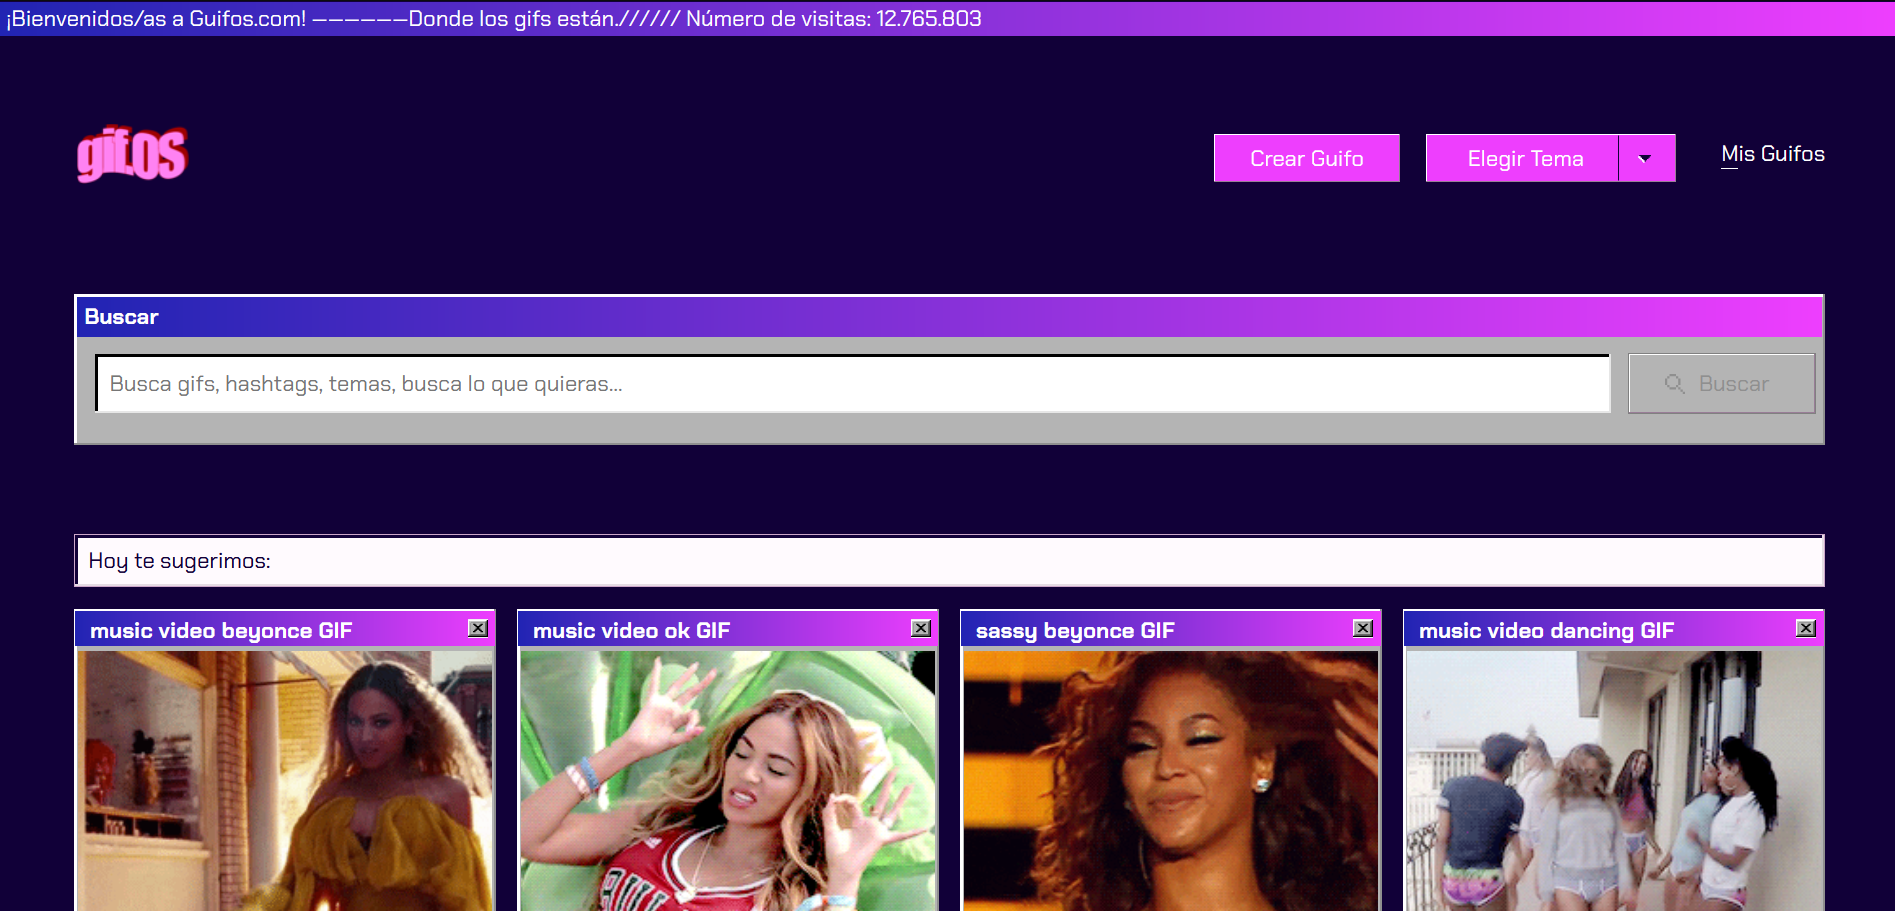 ¡Bienvenidos/as a Guifos.com! ——————Donde los gifs están.////// Número de visitas: 12.765.803
gif.OS
Crear Guifo
Elegir Tema
Mis Guifos
Buscar
Busca gifs, hashtags, temas, busca lo que quieras...
Buscar
Hoy te sugerimos:
music video beyonce GIF
music video ok GIF
sassy beyonce GIF
music video dancing GIF